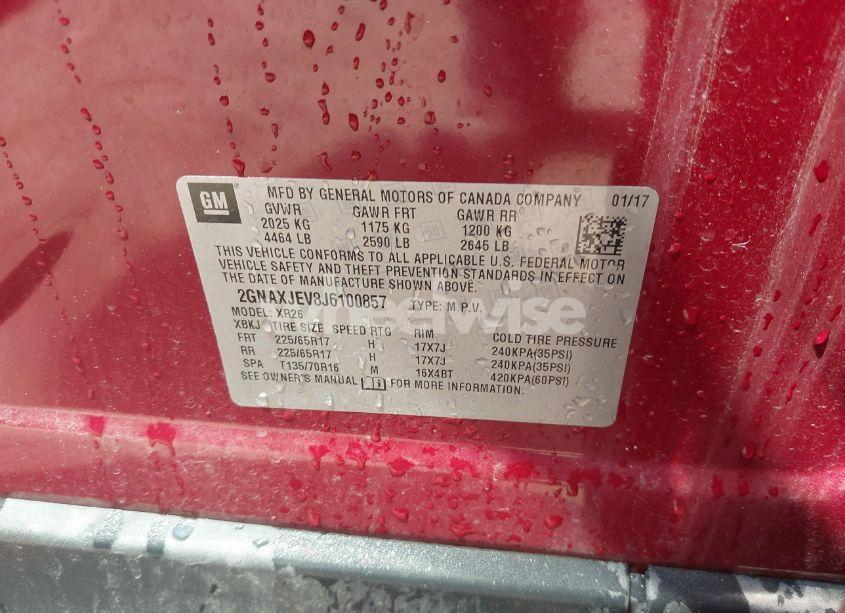 GM MFD BY GENERAL MOTORS OF CANADA COMPANY 01/17
GVWR GAWR FRT GAWR RR
2025 KG 1175 KG 1200 KG
4464 LB 2590 LB 2645 LB
THIS VEHICLE CONFORMS TO ALL APPLICABLE U.S. FEDERAL MOTOR
VEHICLE SAFETY AND THEFT PREVENTION STANDARDS IN EFFECT ON
THE DATE OF MANUFACTURE SHOWN ABOVE.
2GNAXJEV8J6100857 TYPE: M.P.V.
MODEL: XR26
XBKJ TIRE SIZE SPEED RTG RIM COLD TIRE PRESSURE
FRT 225/65R17 H 17X7J 240KPA(35PSI)
RR 225/65R17 H 17X7J 240KPA(35PSI)
SPA T135/70R16 M 16X4BT 420KPA(60PSI)
SEE OWNER'S MANUAL FOR MORE INFORMATION.